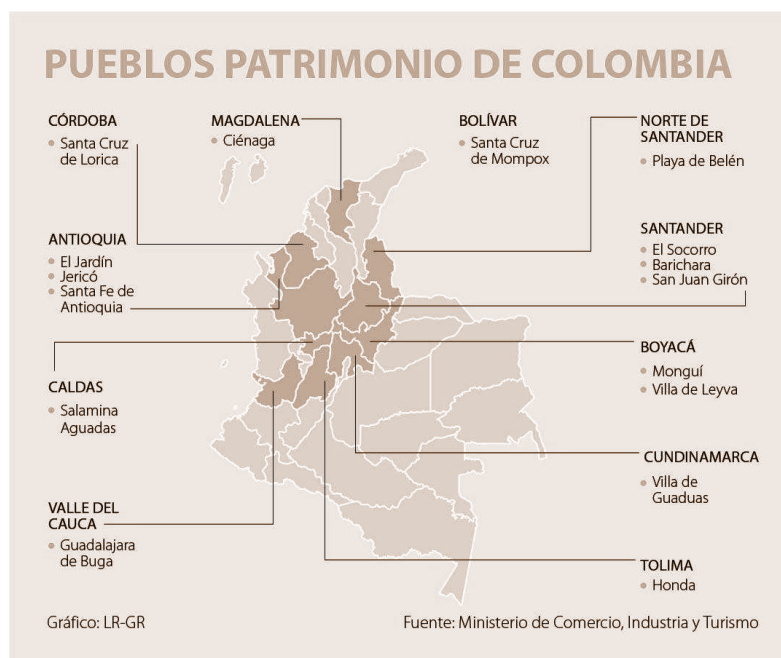 PUEBLOS PATRIMONIO DE COLOMBIA
CÓRDOBA
Santa Cruz
de Lorica
MAGDALENA
Ciénaga
BOLÍVAR
Santa Cruz
de Mompox
NORTE DE
SANTANDER
Playa de Belén
ANTIOQUIA
El Jardín
Jericó
Santa Fe de
Antioquia
SANTANDER
El Socorro
Barichara
San Juan Girón
CALDAS
Salamina
Aguadas
BOYACÁ
Monguí
Villa de Leyva
CUNDINAMARCA
Villa de
Guaduas
VALLE DEL
CAUCA
Guadalajara
de Buga
TOLIMA
Honda
Gráfico: LR-GR
Fuente: Ministerio de Comercio, Industria y Turismo